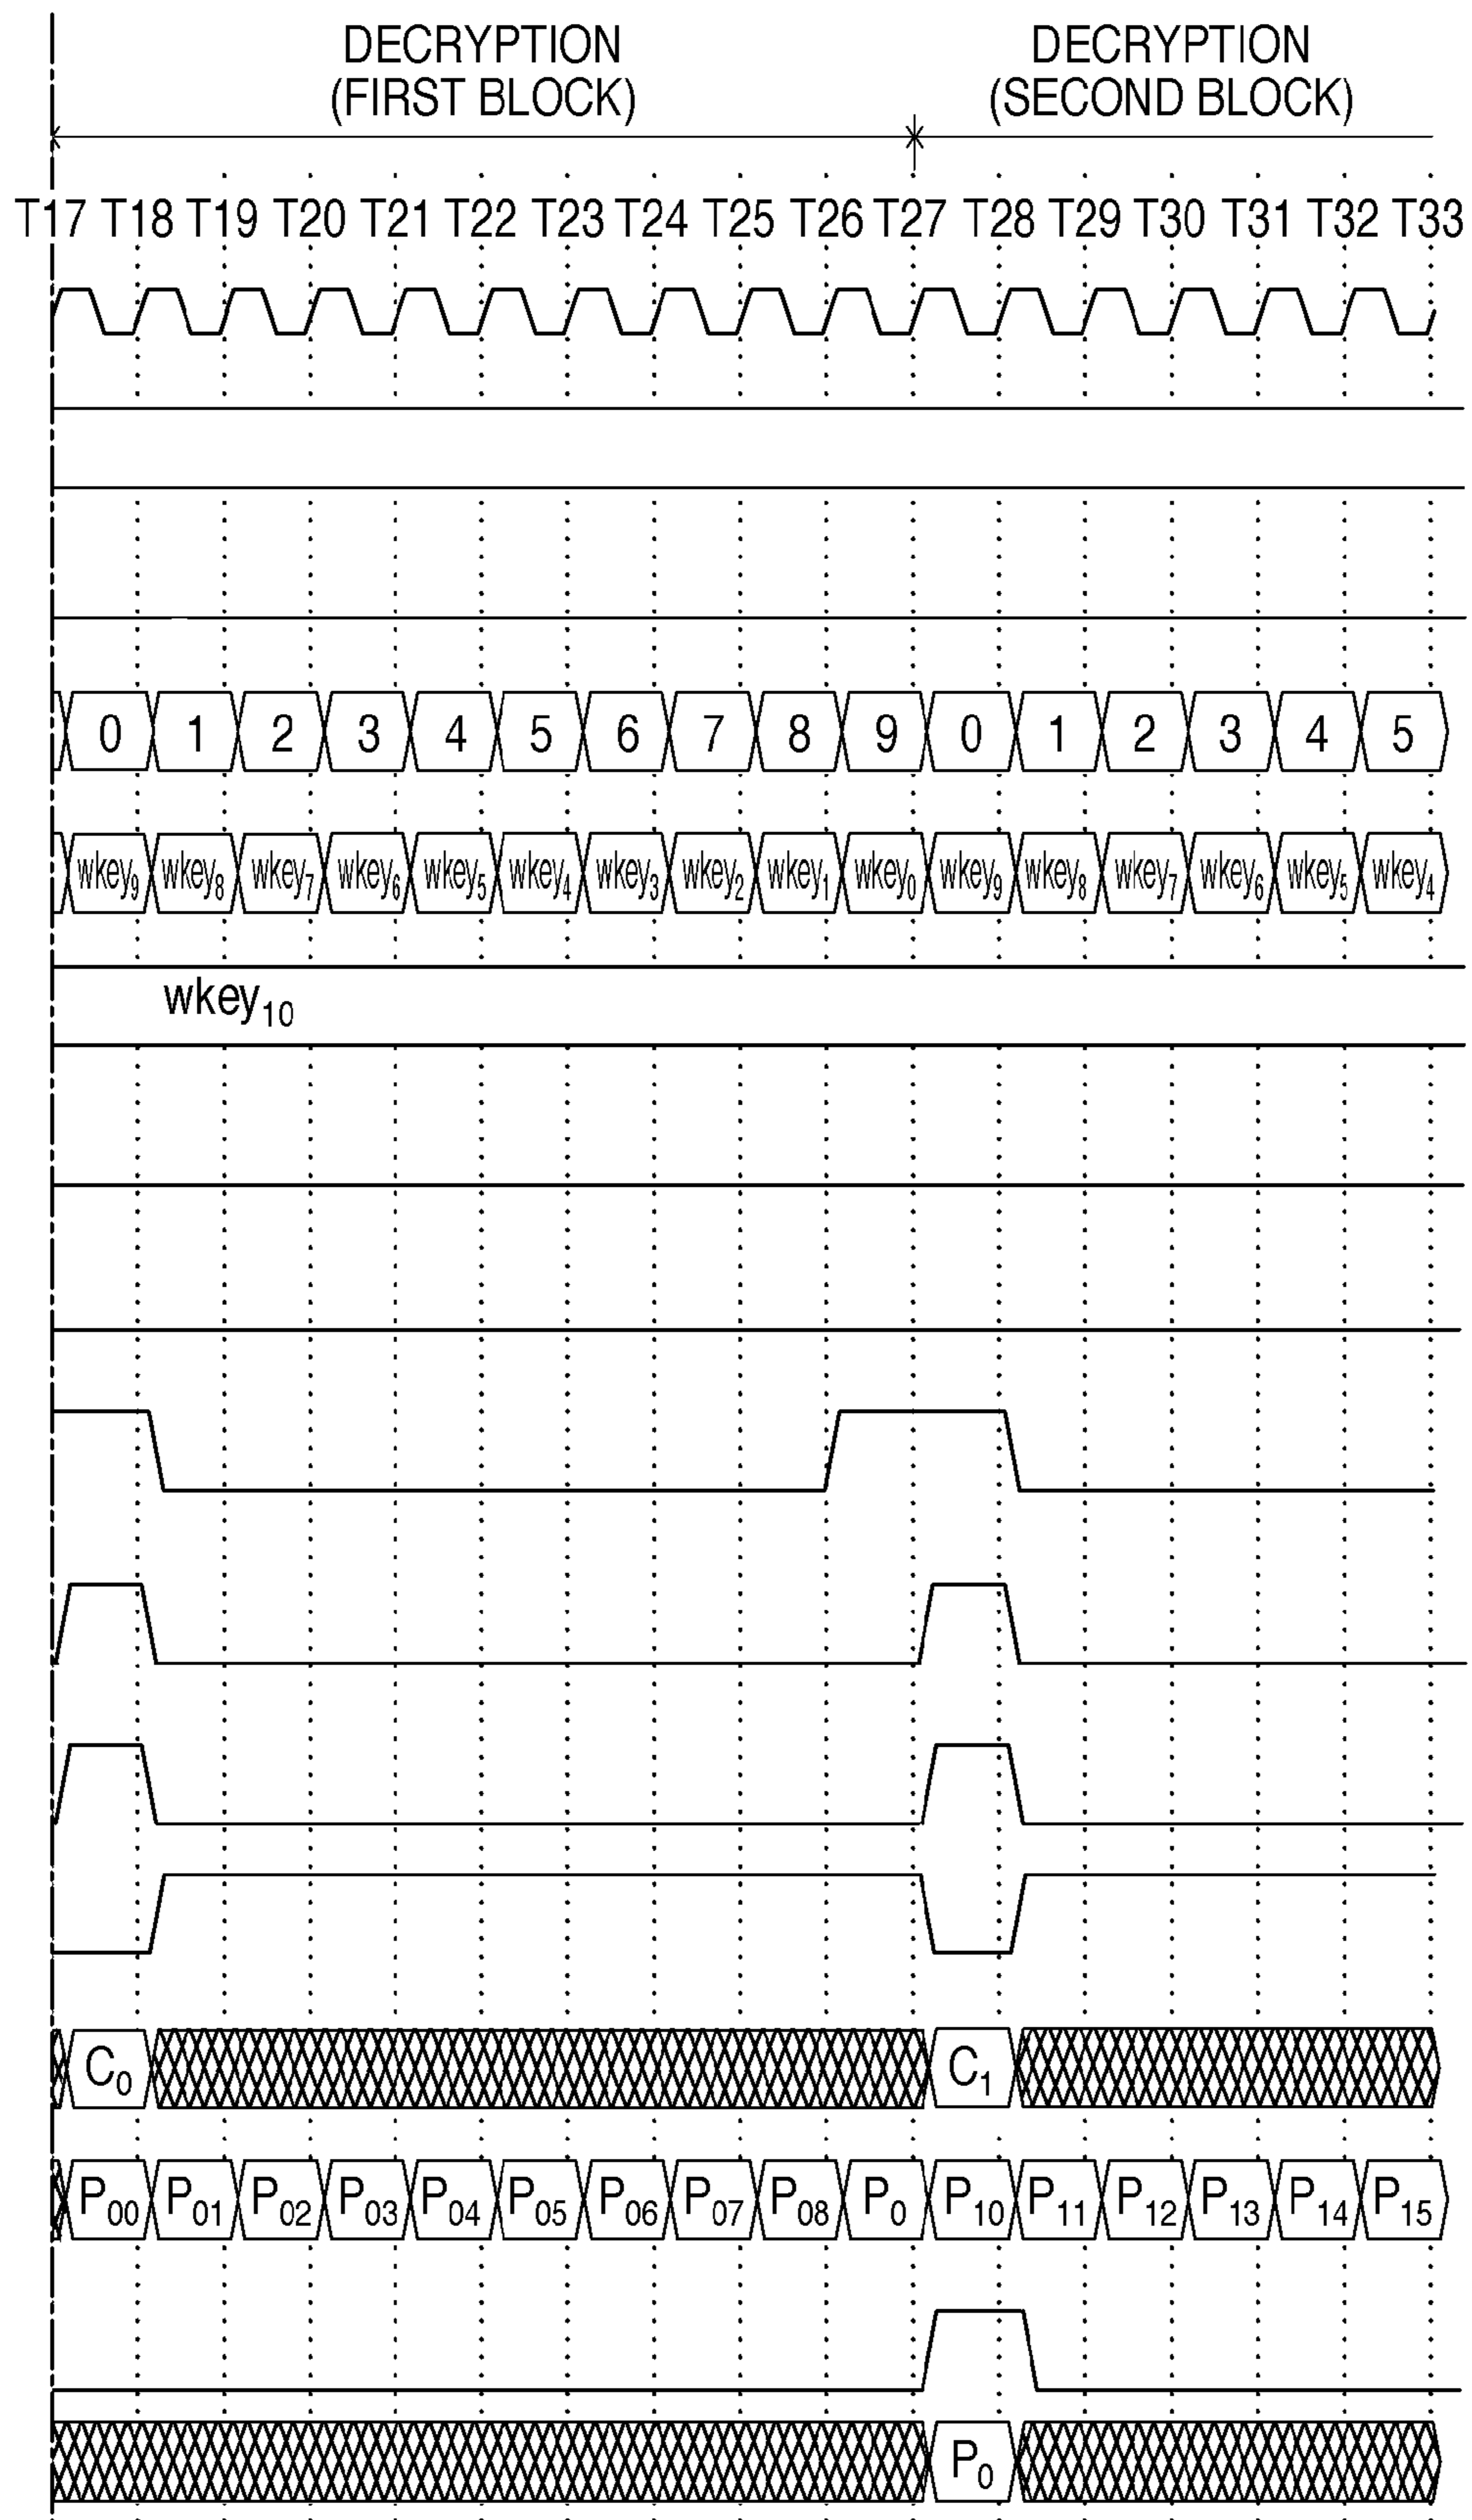 DECRYPTION
(FIRST BLOCK)
DECRYPTION
(SECOND BLOCK)
T17 T18 T19 T20 T21 T22 T23 T24 T25 T26 T27 T28 T29 T30 T31 T32 T33
0 1 2 3 4 5 6 7 8 9 0 1 2 3 4 5
wkey₉ wkey₈ wkey₇ wkey₆ wkey₅ wkey₄ wkey₃ wkey₂ wkey₁ wkey₀ wkey₉ wkey₈ wkey₇ wkey₆ wkey₅ wkey₄
wkey₁₀
C₀ C₁
P₀₀ P₀₁ P₀₂ P₀₃ P₀₄ P₀₅ P₀₆ P₀₇ P₀₈ P₀ P₁₀ P₁₁ P₁₂ P₁₃ P₁₄ P₁₅
P₀